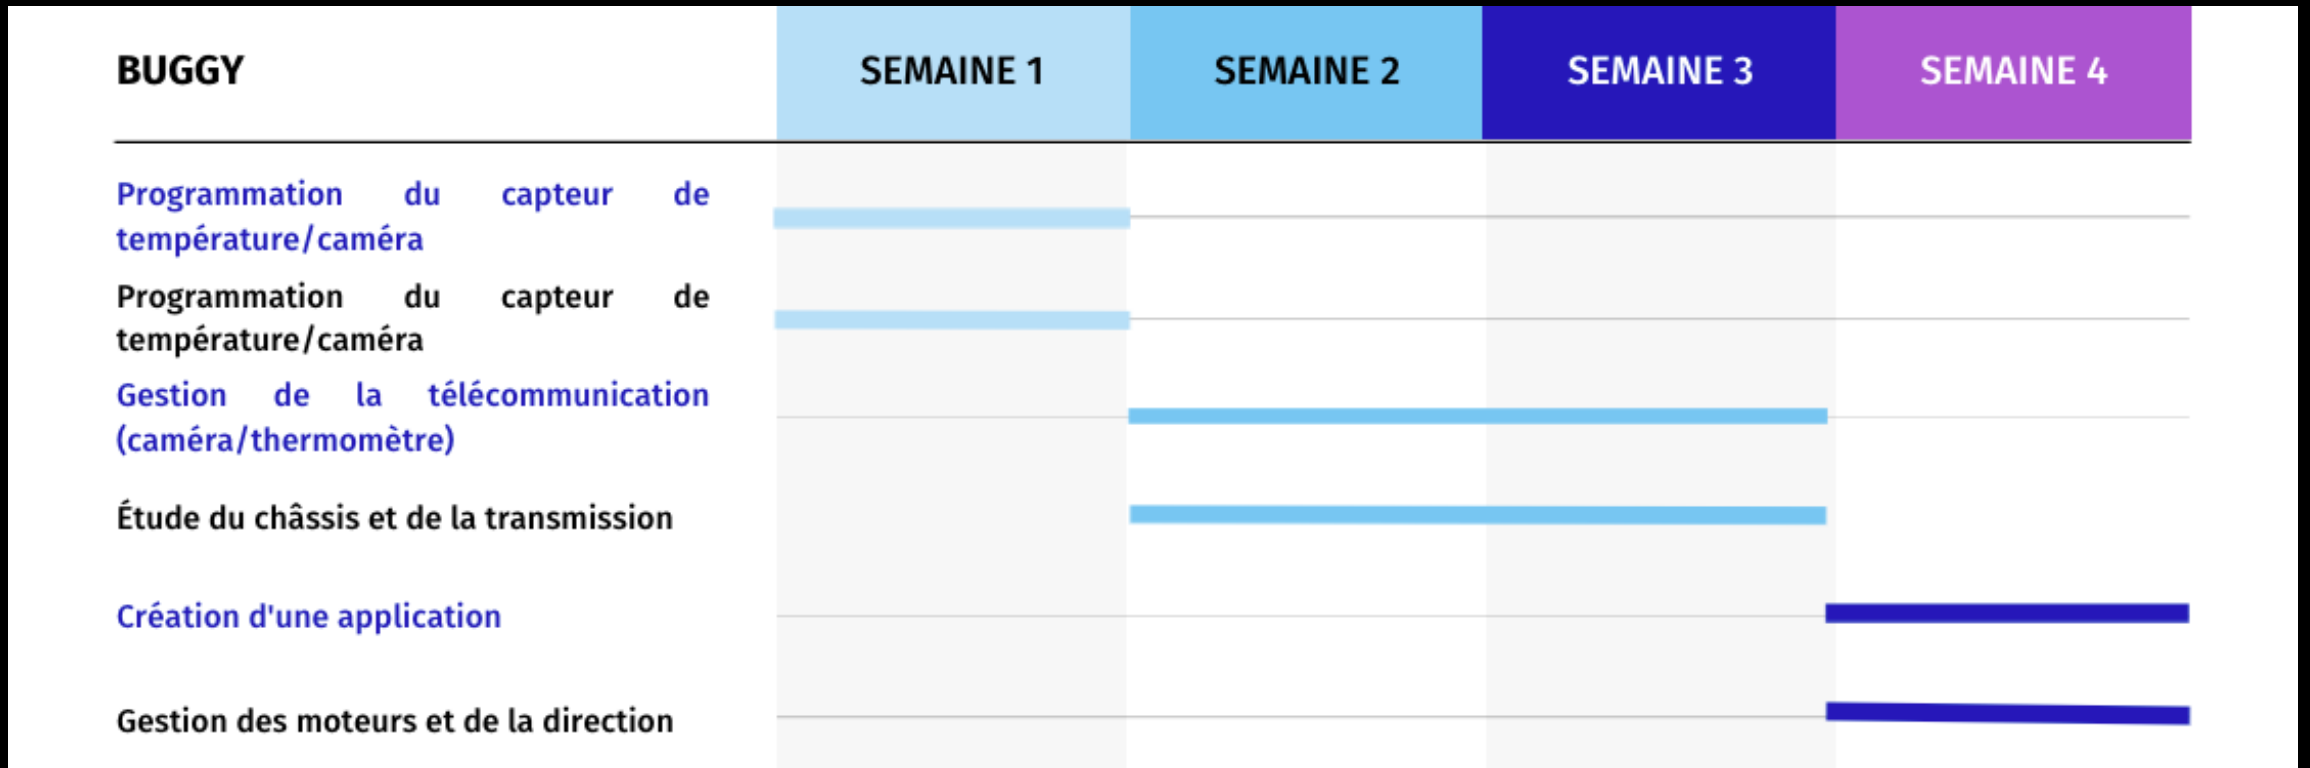 BUGGY SEMAINE 1 SEMAINE 2 SEMAINE 3 SEMAINE 4
Programmation du capteur de
température/caméra
Programmation du capteur de
température/caméra
Gestion de la télécommunication
(caméra/thermomètre)
Étude du châssis et de la transmission
Création d'une application
Gestion des moteurs et de la direction